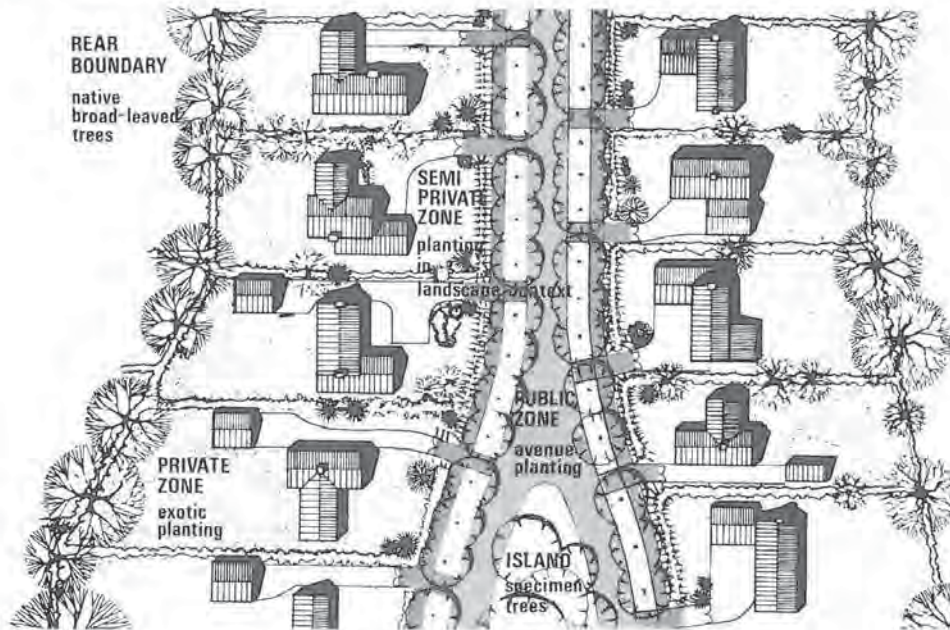 REAR
BOUNDARY
native
broad-leaved
trees
SEMI
PRIVATE
ZONE
planting
in
landscape context
PUBLIC
ZONE
avenue
planting
PRIVATE
ZONE
exotic
planting
ISLAND
specimen
trees